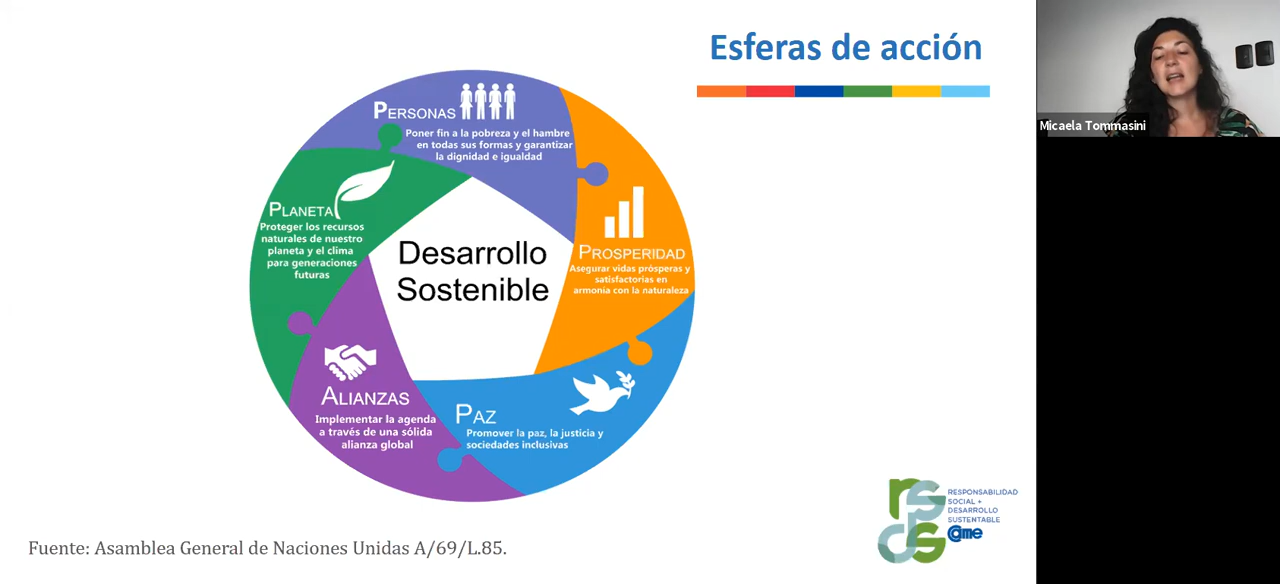 Esferas de acción
PERSONAS
Poner fin a la pobreza y el hambre
en todas sus formas y garantizar
la dignidad e igualdad
PROSPERIDAD
Asegurar vidas prósperas y
satisfactorias en
armonía con la naturaleza
PAZ
Promover la paz, la justicia y
sociedades inclusivas
ALIANZAS
Implementar la agenda
a través de una sólida
alianza global
PLANETA
Proteger los recursos
naturales de nuestro
planeta y el clima
para generaciones
futuras
Desarrollo
Sostenible
Fuente: Asamblea General de Naciones Unidas A/69/L.85.
rsds
RESPONSABILIDAD
SOCIAL +
DESARROLLO
SUSTENTABLE
came
Micaela Tommasini